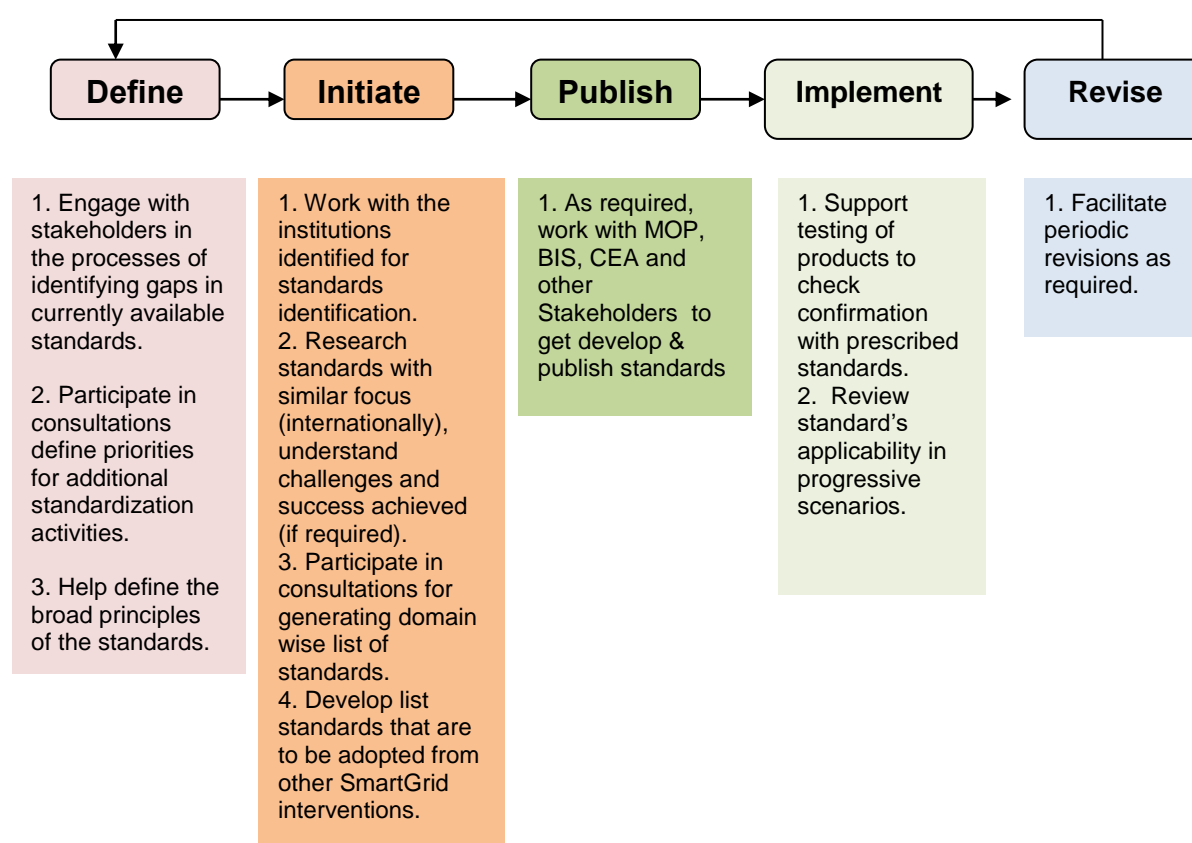 Define
Initiate
Publish
Implement
Revise
1. Engage with
stakeholders in
the processes of
identifying gaps in
currently available
standards.
2. Participate in
consultations
define priorities
for additional
standardization
activities.
3. Help define the
broad principles
of the standards.
1. Work with the
institutions
identified for
standards
identification.
2. Research
standards with
similar focus
(internationally),
understand
challenges and
success achieved
(if required).
3. Participate in
consultations for
generating domain
wise list of
standards.
4. Develop list
standards that are
to be adopted from
other SmartGrid
interventions.
1. As required,
work with MOP,
BIS, CEA and
other
Stakeholders to
get develop &
publish standards
1. Support
testing of
products to
check
confirmation
with prescribed
standards.
2. Review
standard’s
applicability in
progressive
scenarios.
1. Facilitate
periodic
revisions as
required.